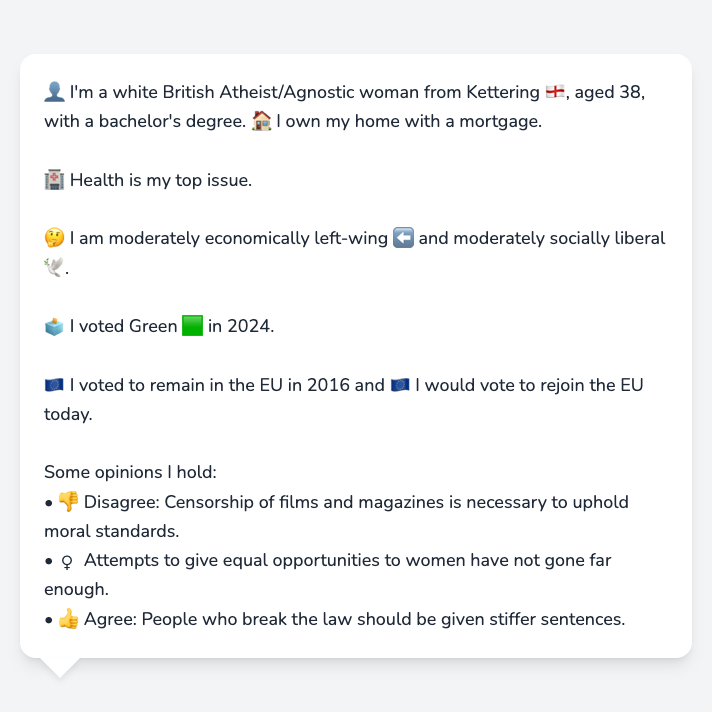 👤 I'm a white British Atheist/Agnostic woman from Kettering 🏴󠁧󠁢󠁥󠁮󠁧󠁿, aged 38,
with a bachelor's degree. 🏠 I own my home with a mortgage.
🏥 Health is my top issue.
🤔 I am moderately economically left-wing ⬅️ and moderately socially liberal
🕊️.
🗳️ I voted Green 🟩 in 2024.
🇪🇺 I voted to remain in the EU in 2016 and 🇪🇺 I would vote to rejoin the EU
today.
Some opinions I hold:
• 👎 Disagree: Censorship of films and magazines is necessary to uphold
moral standards.
• ♀ Attempts to give equal opportunities to women have not gone far
enough.
• 👍 Agree: People who break the law should be given stiffer sentences.